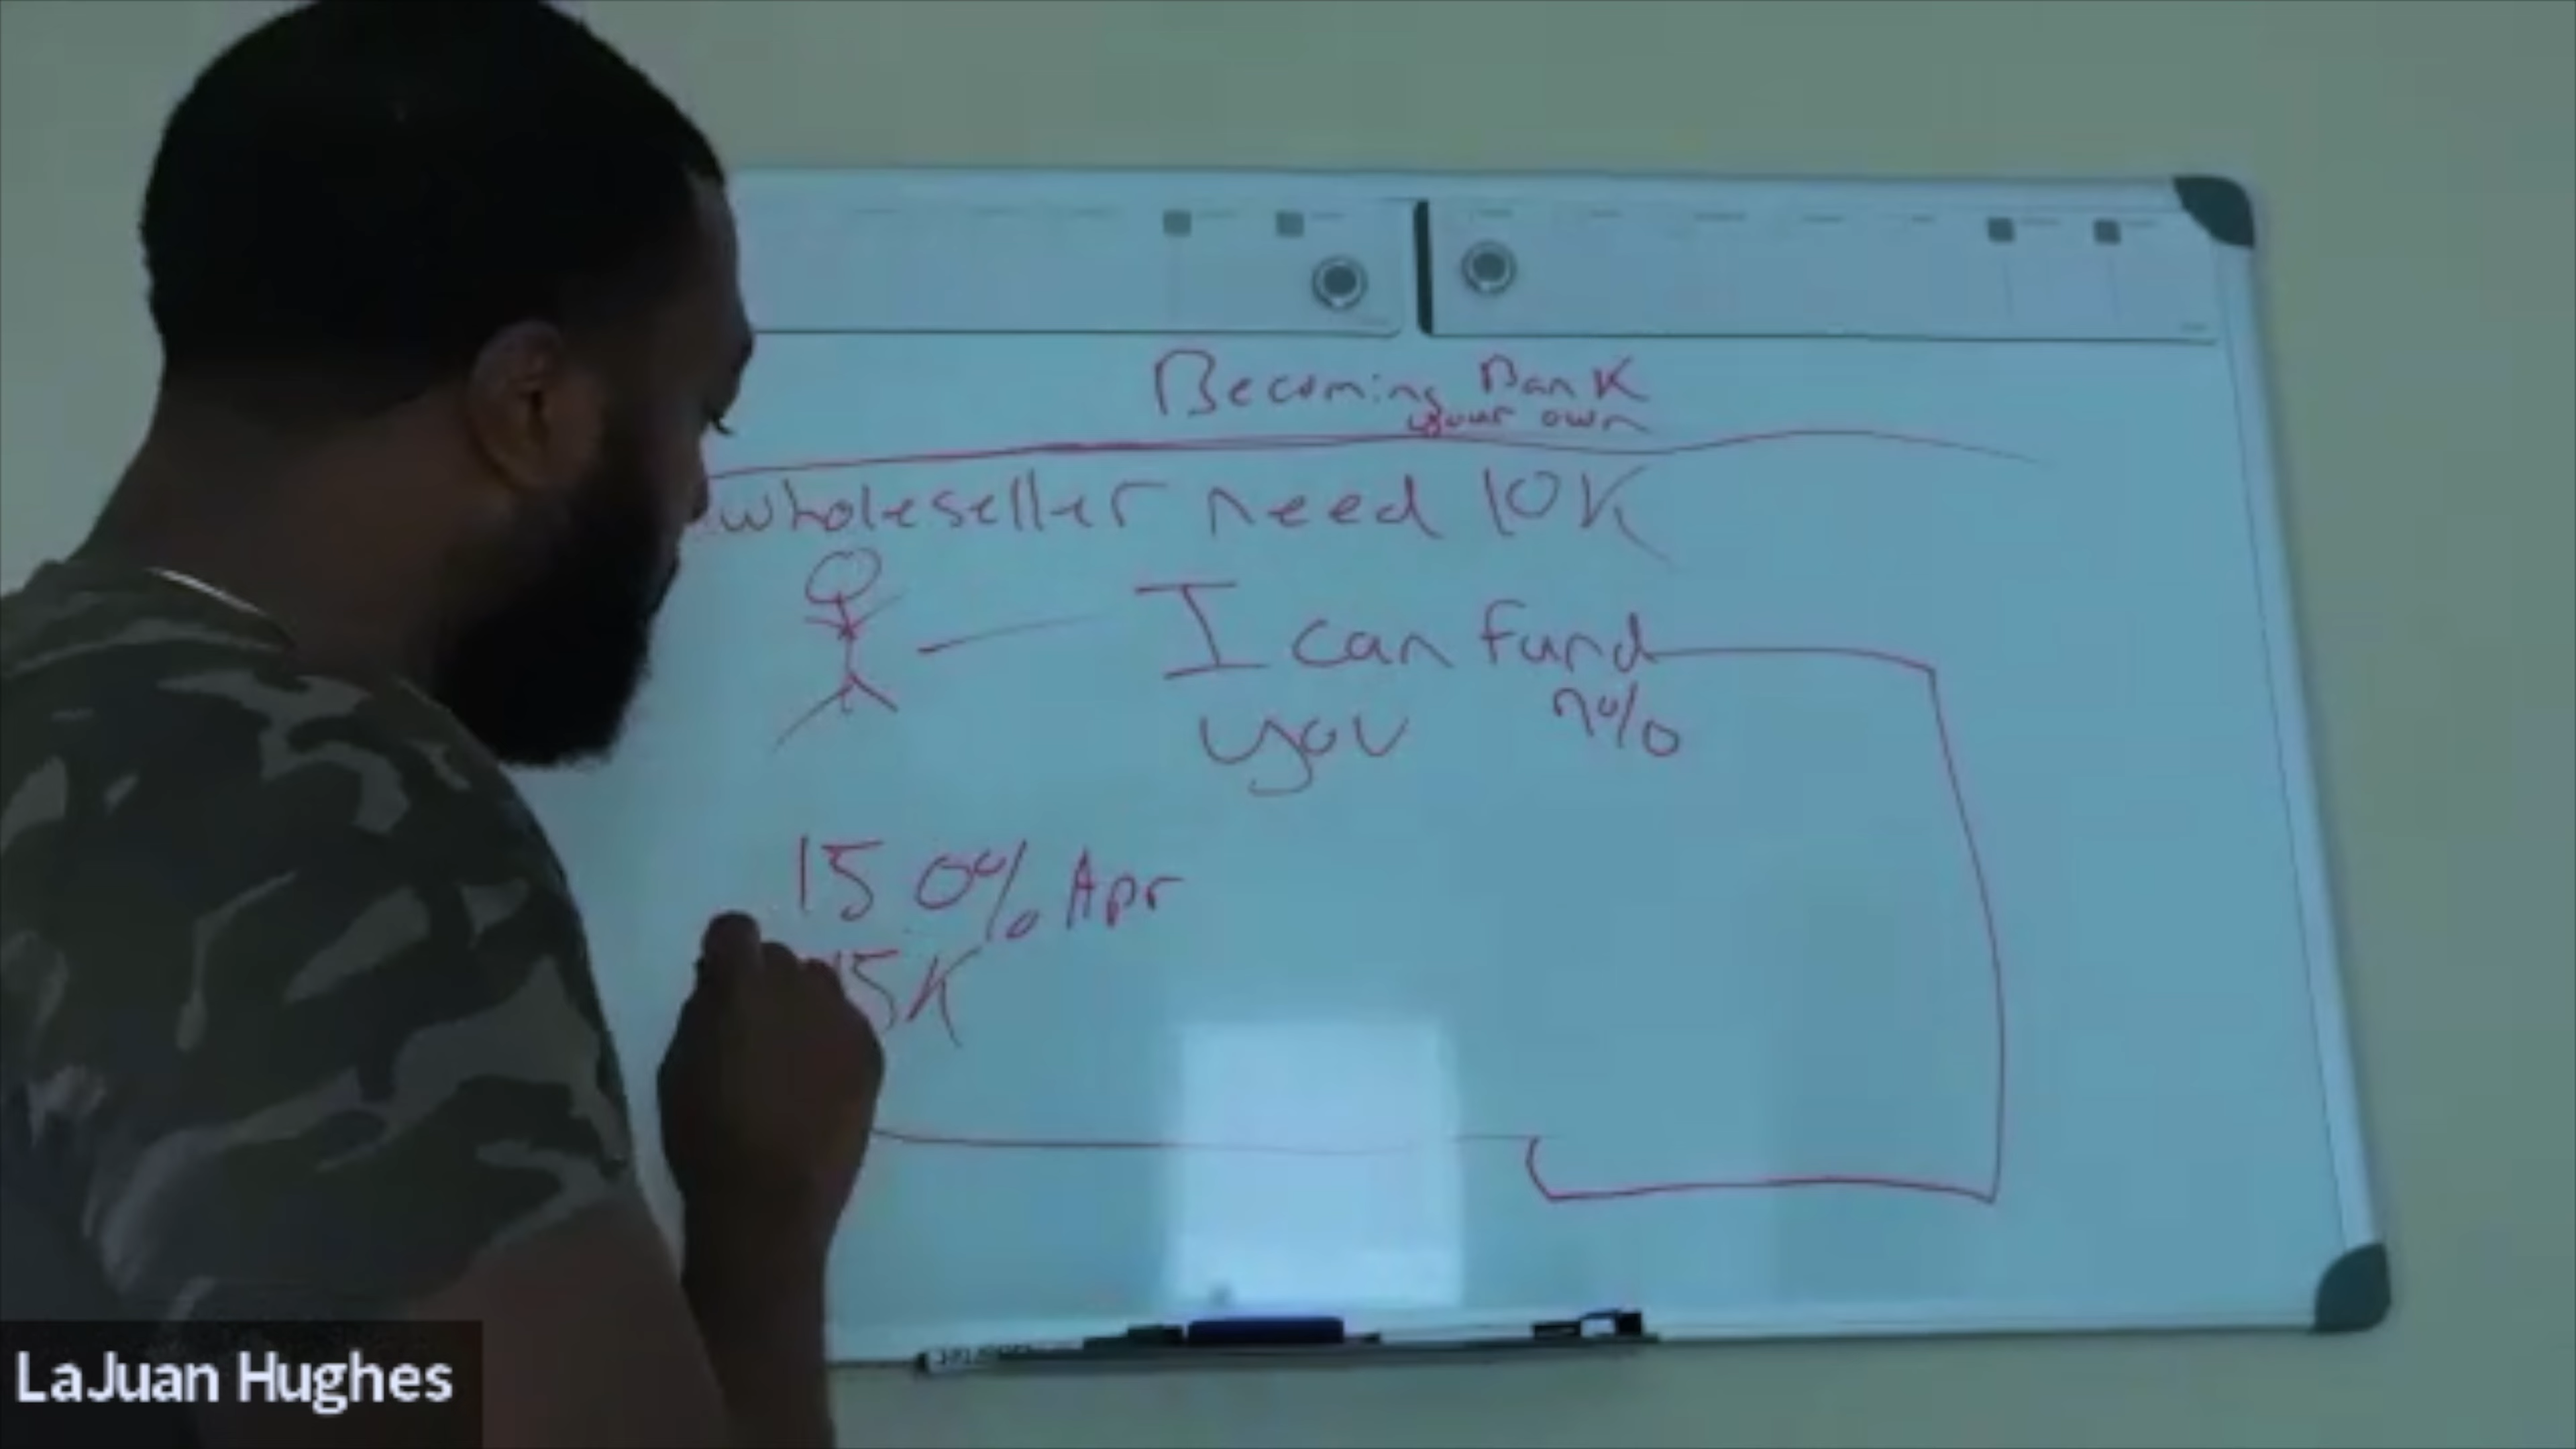 Becoming Bank
your own
wholeseller need 10K
I can fund
you
15 0% Apr
15K
LaJuan Hughes